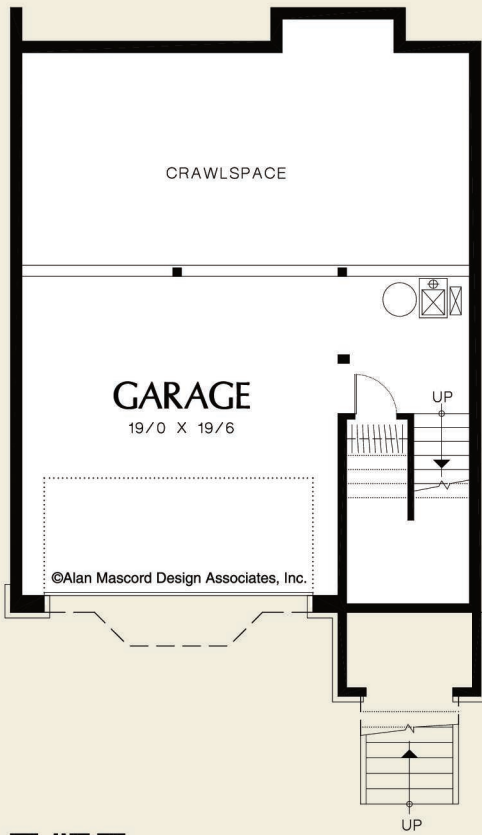 CRAWLSPACE
GARAGE
19/0 X 19/6
UP
©Alan Mascord Design Associates, Inc.
UP